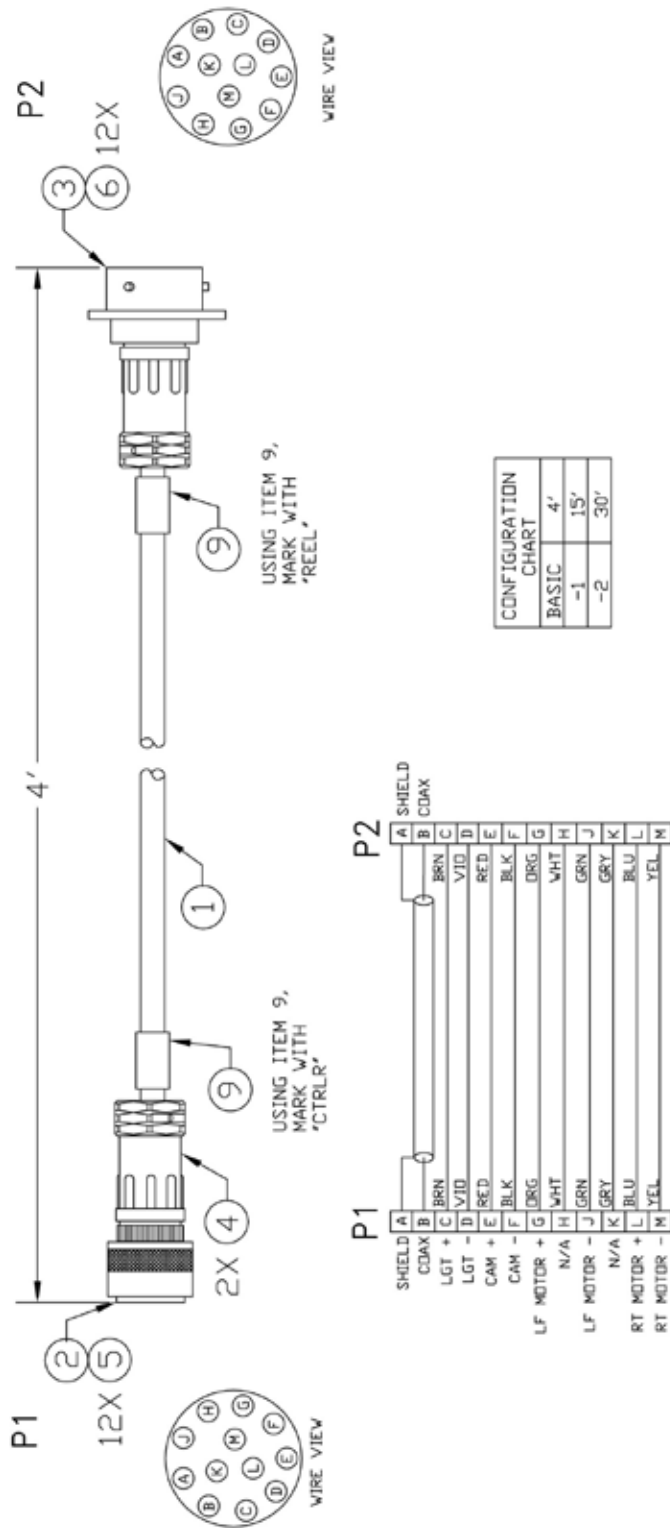 P1
12X
2
5
A
J
H
B
K
M
G
C
L
F
D
E
WIRE VIEW
4'
2X
4
9
USING ITEM 9,
MARK WITH
"CTRLR"
1
9
USING ITEM 9,
MARK WITH
"REEL"
P2
3
6
12X
J
A
B
H
K
C
M
L
D
G
F
E
WIRE VIEW
P1 P2
SHIELD A A SHIELD
COAX B B COAX
LGT + C BRN BRN C
LGT - D VIO VIO D
CAM + E RED RED E
CAM - F BLK BLK F
LF MOTOR + G ORG ORG G
N/A H WHT WHT H
LF MOTOR - J GRN GRN J
N/A K GRY GRY K
RT MOTOR + L BLU BLU L
RT MOTOR - M YEL YEL M
CONFIGURATION
CHART
BASIC 4'
-1 15'
-2 30'